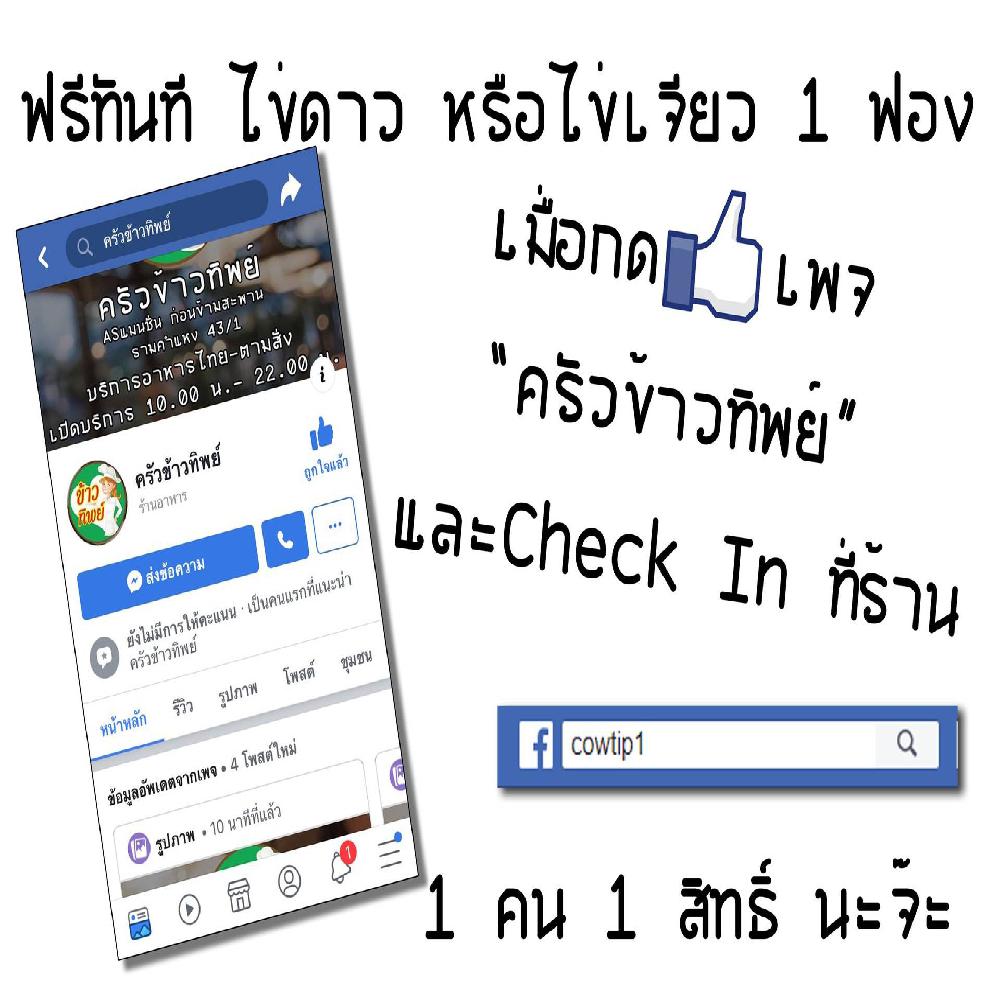 ฟรีทันที ไข่ดาว หรือไข่เจียว 1 ฟอง
เมื่อกด เพจ
"ครัวข้าวทิพย์"
และCheck In ที่ร้าน
cowtip1
1 คน 1 สิทธิ์ นะจ๊ะ
ครัวข้าวทิพย์
ครัวข้าวทิพย์
ASแมนชั่น ก่อนข้ามสะพาน
รามคำแหง 43/1
บริการอาหารไทย-ตามสั่ง
เปิดบริการ 10.00 น.- 22.00 น.
ข้าว
ทิพย์
ครัวข้าวทิพย์
ร้านอาหาร
ถูกใจแล้ว
ส่งข้อความ
ยังไม่มีการให้คะแนน · เป็นคนแรกที่แนะนำ
ครัวข้าวทิพย์
หน้าหลัก รีวิว รูปภาพ โพสต์ ชุมชน
ข้อมูลอัพเดตจากเพจ • 4 โพสต์ใหม่
รูปภาพ • 10 นาทีที่แล้ว
1